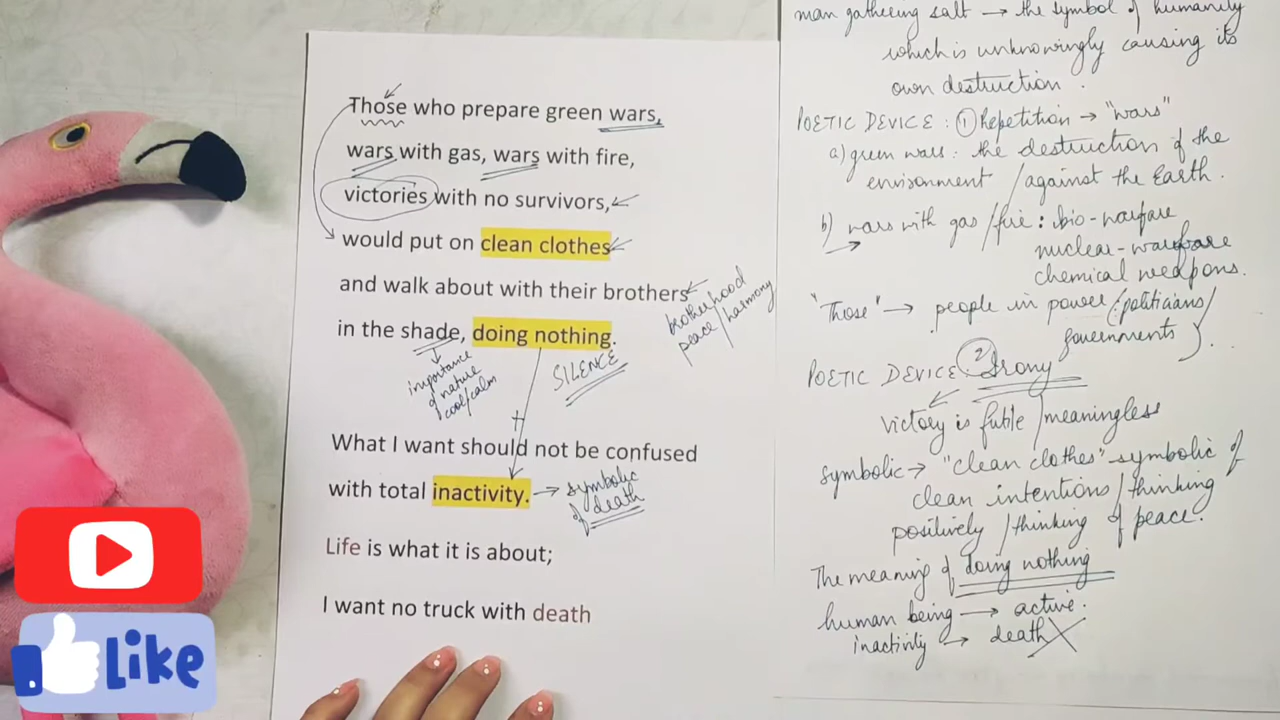 Those who prepare green wars,
wars with gas, wars with fire,
victories with no survivors,
would put on clean clothes
and walk about with their brothers
brotherhood
peace/harmony
in the shade, doing nothing.
importance
of nature
cool/calm
SILENCE
What I want should not be confused
with total inactivity. → symbolic
of death
Life is what it is about;
I want no truck with death
man gathering salt → the symbol of humanity
which is unknowingly causing its
own destruction.
POETIC DEVICE: ① Repetition → "wars"
a) green wars: the destruction of the
environment / against the Earth.
b) wars with gas/fire: bio-warfare
nuclear-warfare
chemical weapons.
"Those" → people in power (politicians/
governments).
POETIC DEVICE: ② Irony
Victory is futile/meaningless
symbolic → "clean clothes" symbolic of
clean intentions/thinking
positively/thinking of peace.
The meaning of doing nothing
human being → active.
inactivity → death
Like